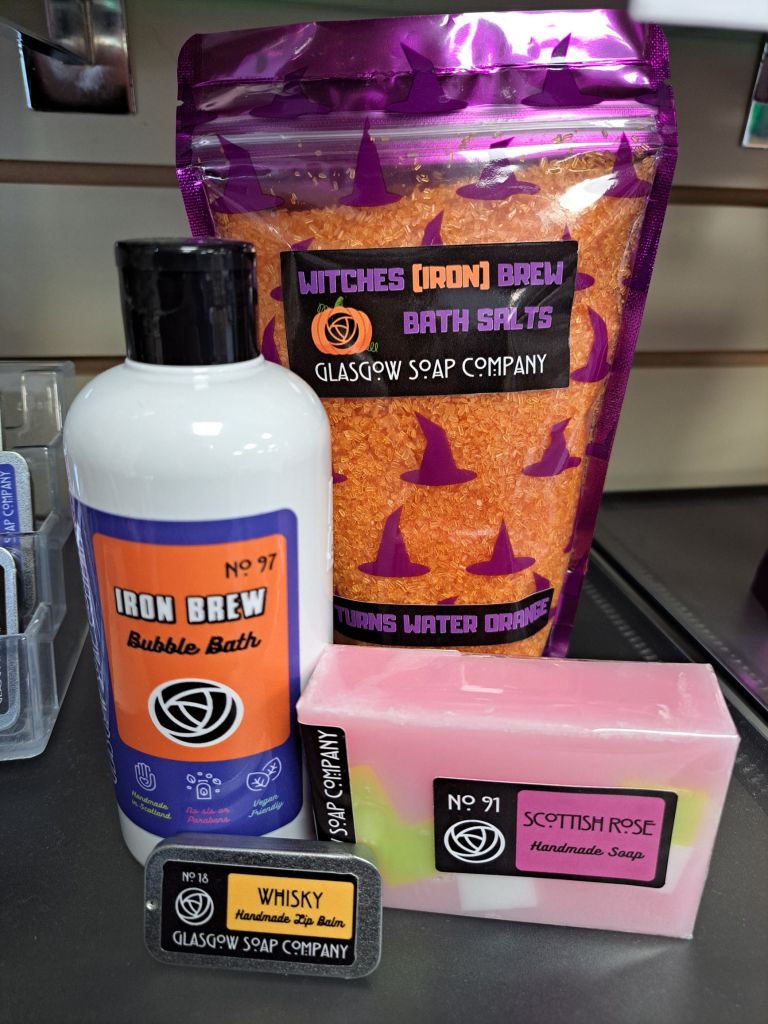 WITCHES [IRON] BREW
BATH SALTS
GLASGOW SOAP COMPANY
TURNS WATER ORANGE
No 97
IRON BREW
Bubble Bath
Handmade
in Scotland
No sls or
Parabens
Vegan
Friendly
SOAP COMPANY
No 91
SCOTTISH ROSE
Handmade Soap
No 18
WHISKY
Handmade Lip Balm
GLASGOW SOAP COMPANY
SOAP COMPANY